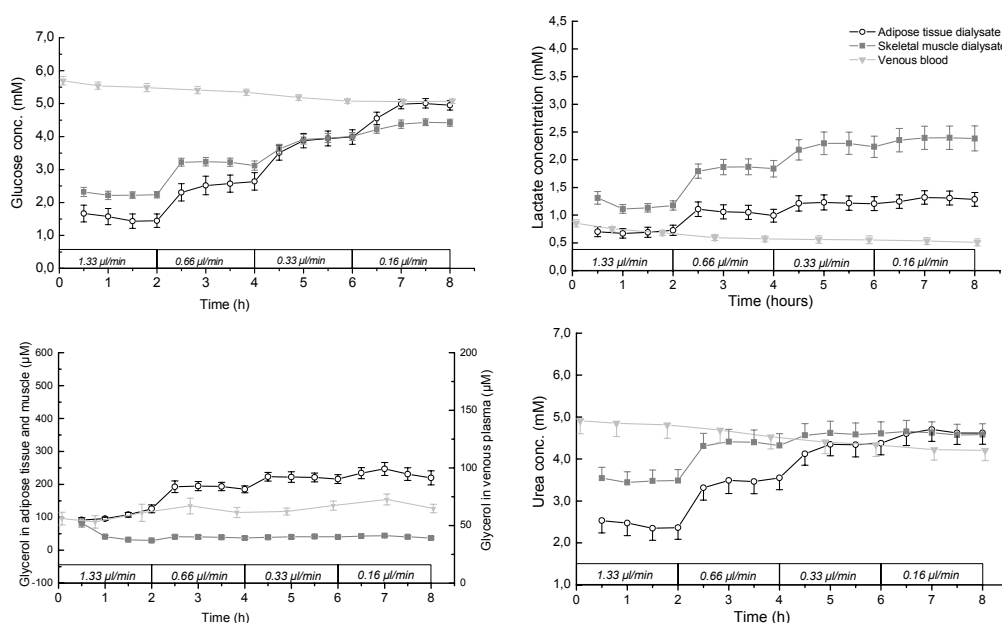 Glucose conc. (mM)
6,0
5,0
4,0
3,0
2,0
1,0
0,0
1.33 µl/min
0.66 µl/min
0.33 µl/min
0.16 µl/min
0 1 2 3 4 5 6 7 8
Time (h)
Lactate concentration (mM)
4,5
4,0
3,5
3,0
2,5
2,0
1,5
1,0
0,5
0,0
Adipose tissue dialysate
Skeletal muscle dialysate
Venous blood
1.33 µl/min
0.66 µl/min
0.33 µl/min
0.16 µl/min
0 1 2 3 4 5 6 7 8
Time (hours)
Glycerol in adipose tissue and muscle (µM)
600
500
400
300
200
100
0
-100
200
150
100
50
0
Glycerol in venous plasma (µM)
1.33 µl/min
0.66 µl/min
0.33 µl/min
0.16 µl/min
0 1 2 3 4 5 6 7 8
Time (h)
Urea conc. (mM)
6,0
5,0
4,0
3,0
2,0
1,0
1.33 µl/min
0.66 µl/min
0.33 µl/min
0.16 µl/min
0 1 2 3 4 5 6 7 8
Time (h)